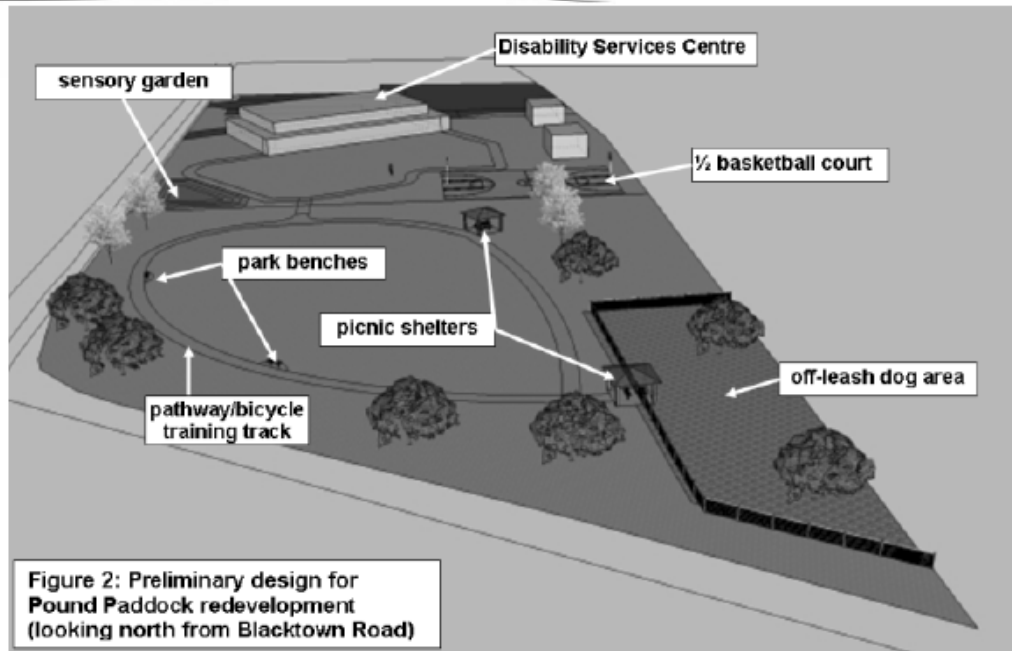 Disability Services Centre
sensory garden
½ basketball court
park benches
picnic shelters
off-leash dog area
pathway/bicycle
training track
Figure 2: Preliminary design for
Pound Paddock redevelopment
(looking north from Blacktown Road)